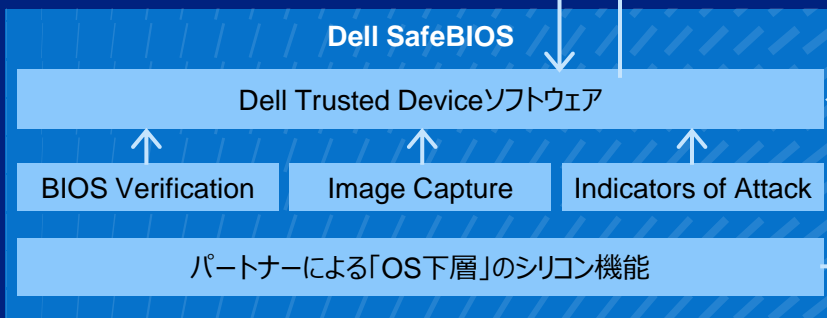 Dell SafeBIOS
Dell Trusted Deviceソフトウェア
BIOS Verification
Image Capture
Indicators of Attack
パートナーによる「OS下層」のシリコン機能